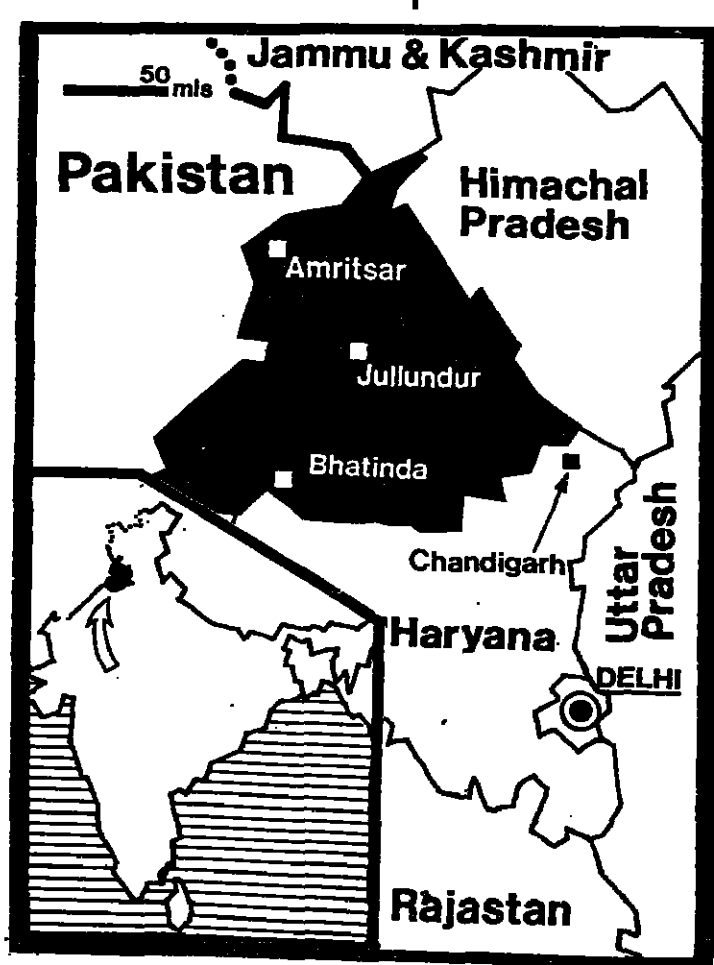 Jammu & Kashmir
50 mls
Pakistan
Himachal
Pradesh
Amritsar
Jullundur
Bhatinda
Chandigarh
Uttar
Pradesh
Haryana
DELHI
Rajastan